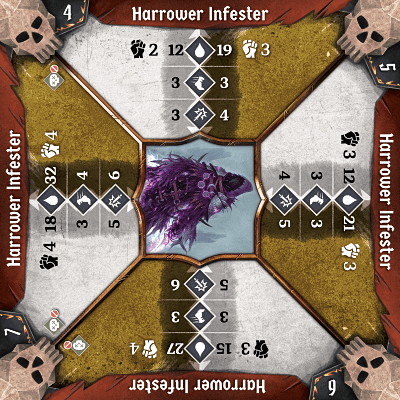 4
Harrower Infester
2 12 19 3
3 3
3 4
5
Harrower Infester
3 12 21 3
3 3
4 5
6
Harrower Infester
3 15 27 4
3 3
5 6
7
Harrower Infester
4 18 32 4
3 4
5 6